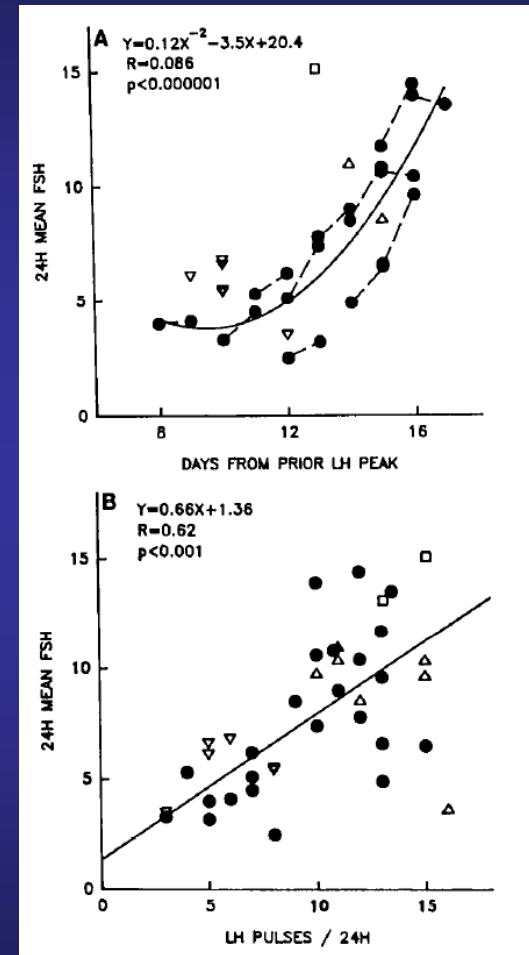 A
Y=0.12X⁻²-3.5X+20.4
R=0.086
p<0.000001
15
10
5
0
24H MEAN FSH
8 12 16
DAYS FROM PRIOR LH PEAK
B
Y=0.66X+1.36
R=0.62
p<0.001
15
10
5
0
24H MEAN FSH
0 5 10 15
LH PULSES / 24H